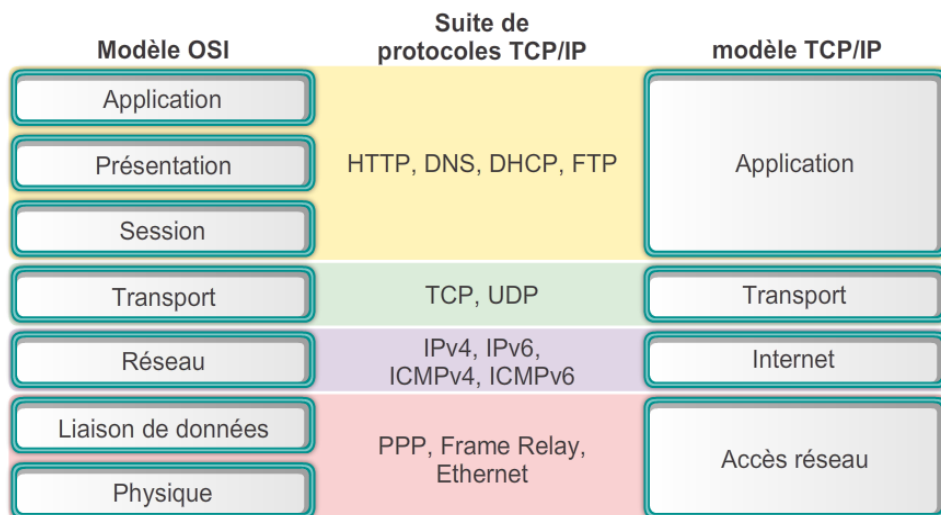 Modèle OSI
Suite de
protocoles TCP/IP
modèle TCP/IP
Application
Présentation
Session
HTTP, DNS, DHCP, FTP
Application
Transport
TCP, UDP
Transport
Réseau
IPv4, IPv6,
ICMPv4, ICMPv6
Internet
Liaison de données
Physique
PPP, Frame Relay,
Ethernet
Accès réseau